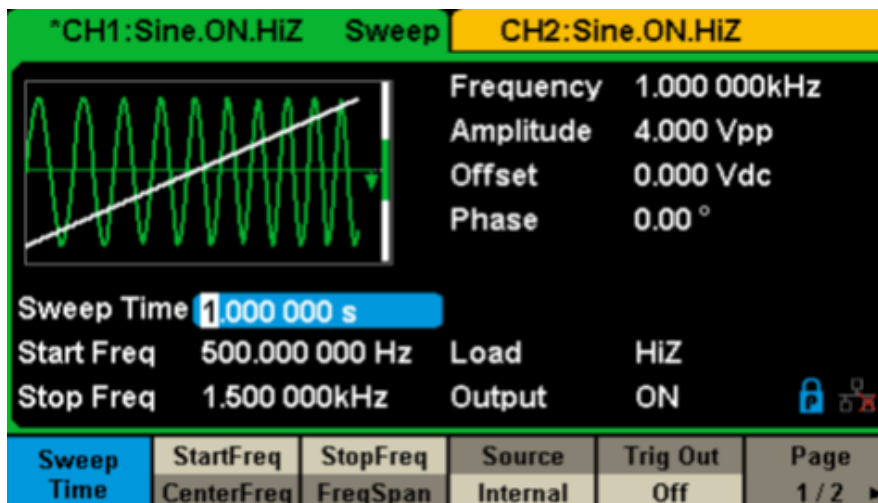 *CH1:Sine.ON.HiZ Sweep CH2:Sine.ON.HiZ
Frequency 1.000 000kHz
Amplitude 4.000 Vpp
Offset 0.000 Vdc
Phase 0.00 °
Sweep Time 1.000 000 s
Start Freq 500.000 000 Hz Load HiZ
Stop Freq 1.500 000kHz Output ON P
Sweep Time StartFreq StopFreq Source Trig Out Page
CenterFreq FreqSpan Internal Off 1/2